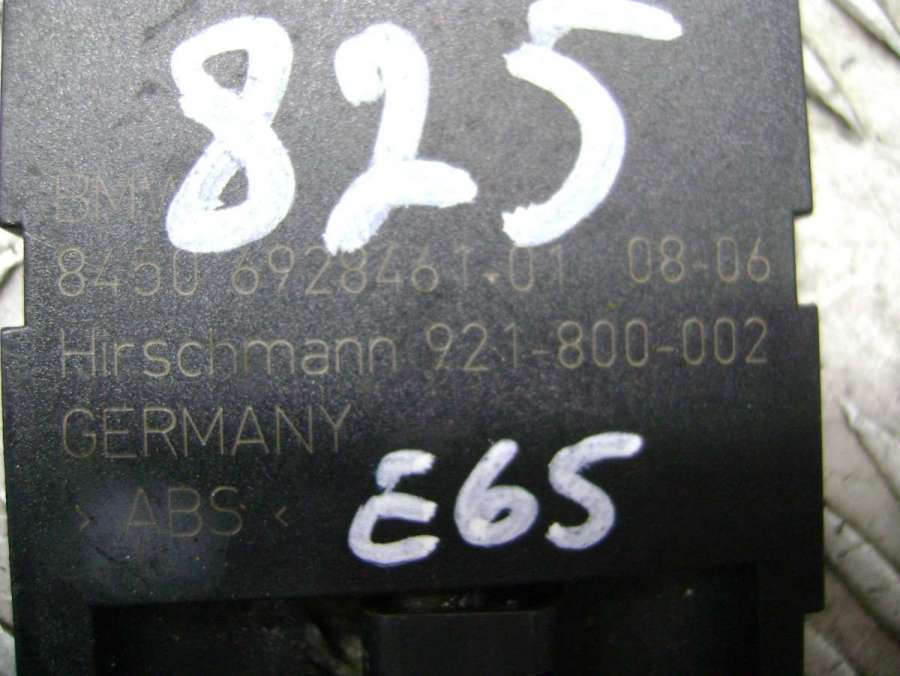 825
BMW
8450 6928461.01 08-06
Hirschmann 921-800-002
GERMANY
> ABS <
E65